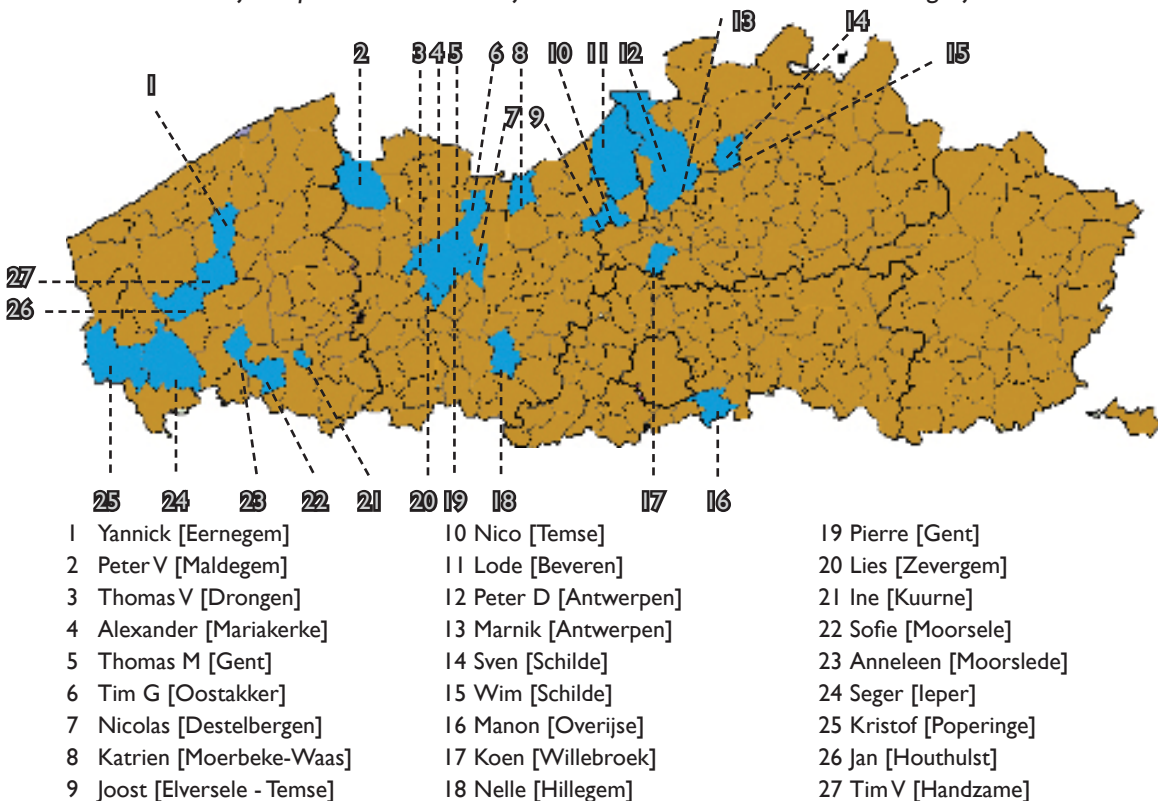 13 14
2 3 4 5 6 8 10 11 12 15
1
7 9
27
26
25 24 23 22 21 20 19 18 17 16
1 Yannick [Eernegem]
2 Peter V [Maldegem]
3 Thomas V [Drongen]
4 Alexander [Mariakerke]
5 Thomas M [Gent]
6 Tim G [Oostakker]
7 Nicolas [Destelbergen]
8 Katrien [Moerbeke-Waas]
9 Joost [Elversele - Temse]
10 Nico [Temse]
11 Lode [Beveren]
12 Peter D [Antwerpen]
13 Marnik [Antwerpen]
14 Sven [Schilde]
15 Wim [Schilde]
16 Manon [Overijse]
17 Koen [Willebroek]
18 Nelle [Hillegem]
19 Pierre [Gent]
20 Lies [Zevergem]
21 Ine [Kuurne]
22 Sofie [Moorsele]
23 Anneleen [Moorslede]
24 Seger [Ieper]
25 Kristof [Poperinge]
26 Jan [Houthulst]
27 Tim V [Handzame]